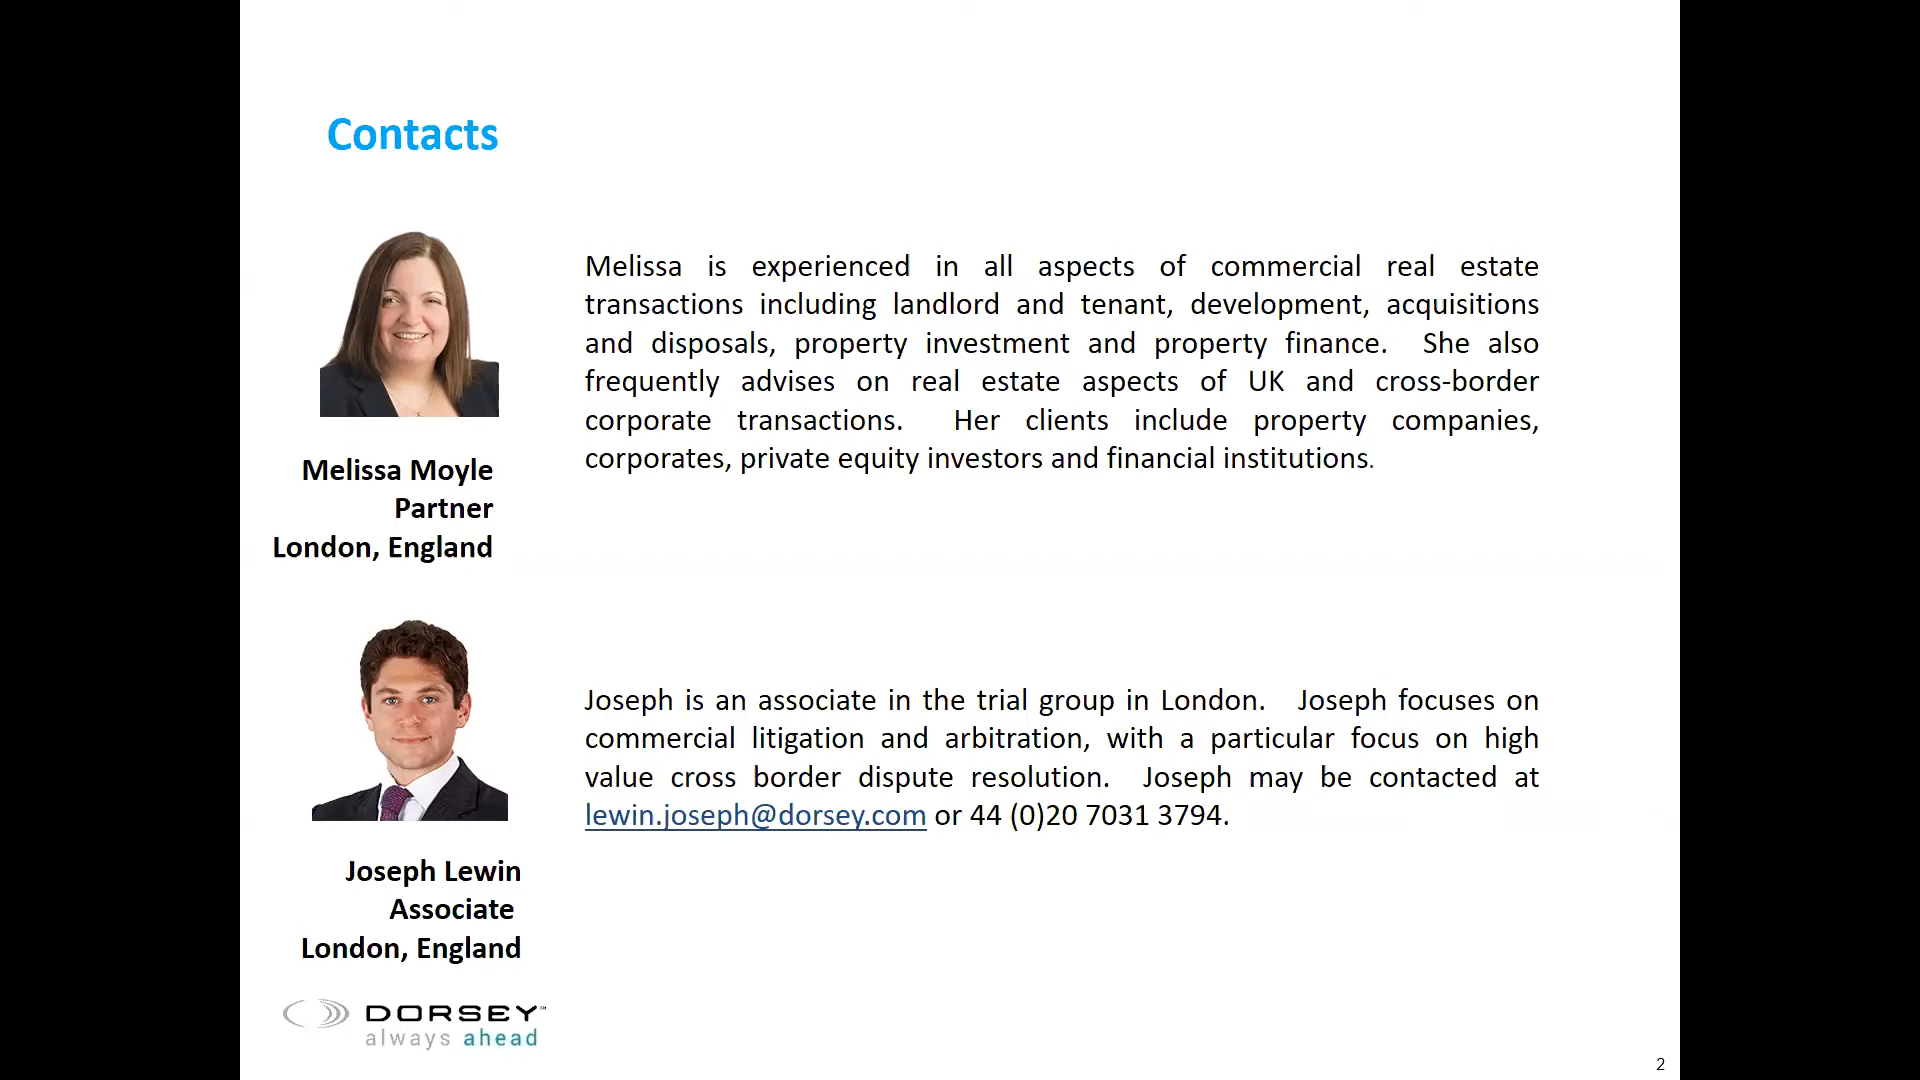 Contacts
Melissa is experienced in all aspects of commercial real estate
transactions including landlord and tenant, development, acquisitions
and disposals, property investment and property finance. She also
frequently advises on real estate aspects of UK and cross-border
corporate transactions. Her clients include property companies,
corporates, private equity investors and financial institutions.
Melissa Moyle
Partner
London, England
Joseph is an associate in the trial group in London. Joseph focuses on
commercial litigation and arbitration, with a particular focus on high
value cross border dispute resolution. Joseph may be contacted at
lewin.joseph@dorsey.com or 44 (0)20 7031 3794.
Joseph Lewin
Associate
London, England
DORSEY™
always ahead
2